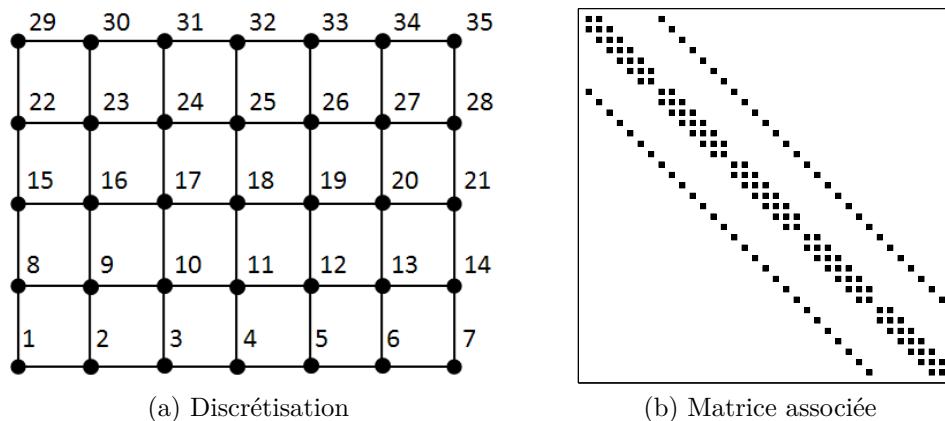 29 30 31 32 33 34 35
22 23 24 25 26 27 28
15 16 17 18 19 20 21
8 9 10 11 12 13 14
1 2 3 4 5 6 7
(a) Discrétisation
(b) Matrice associée